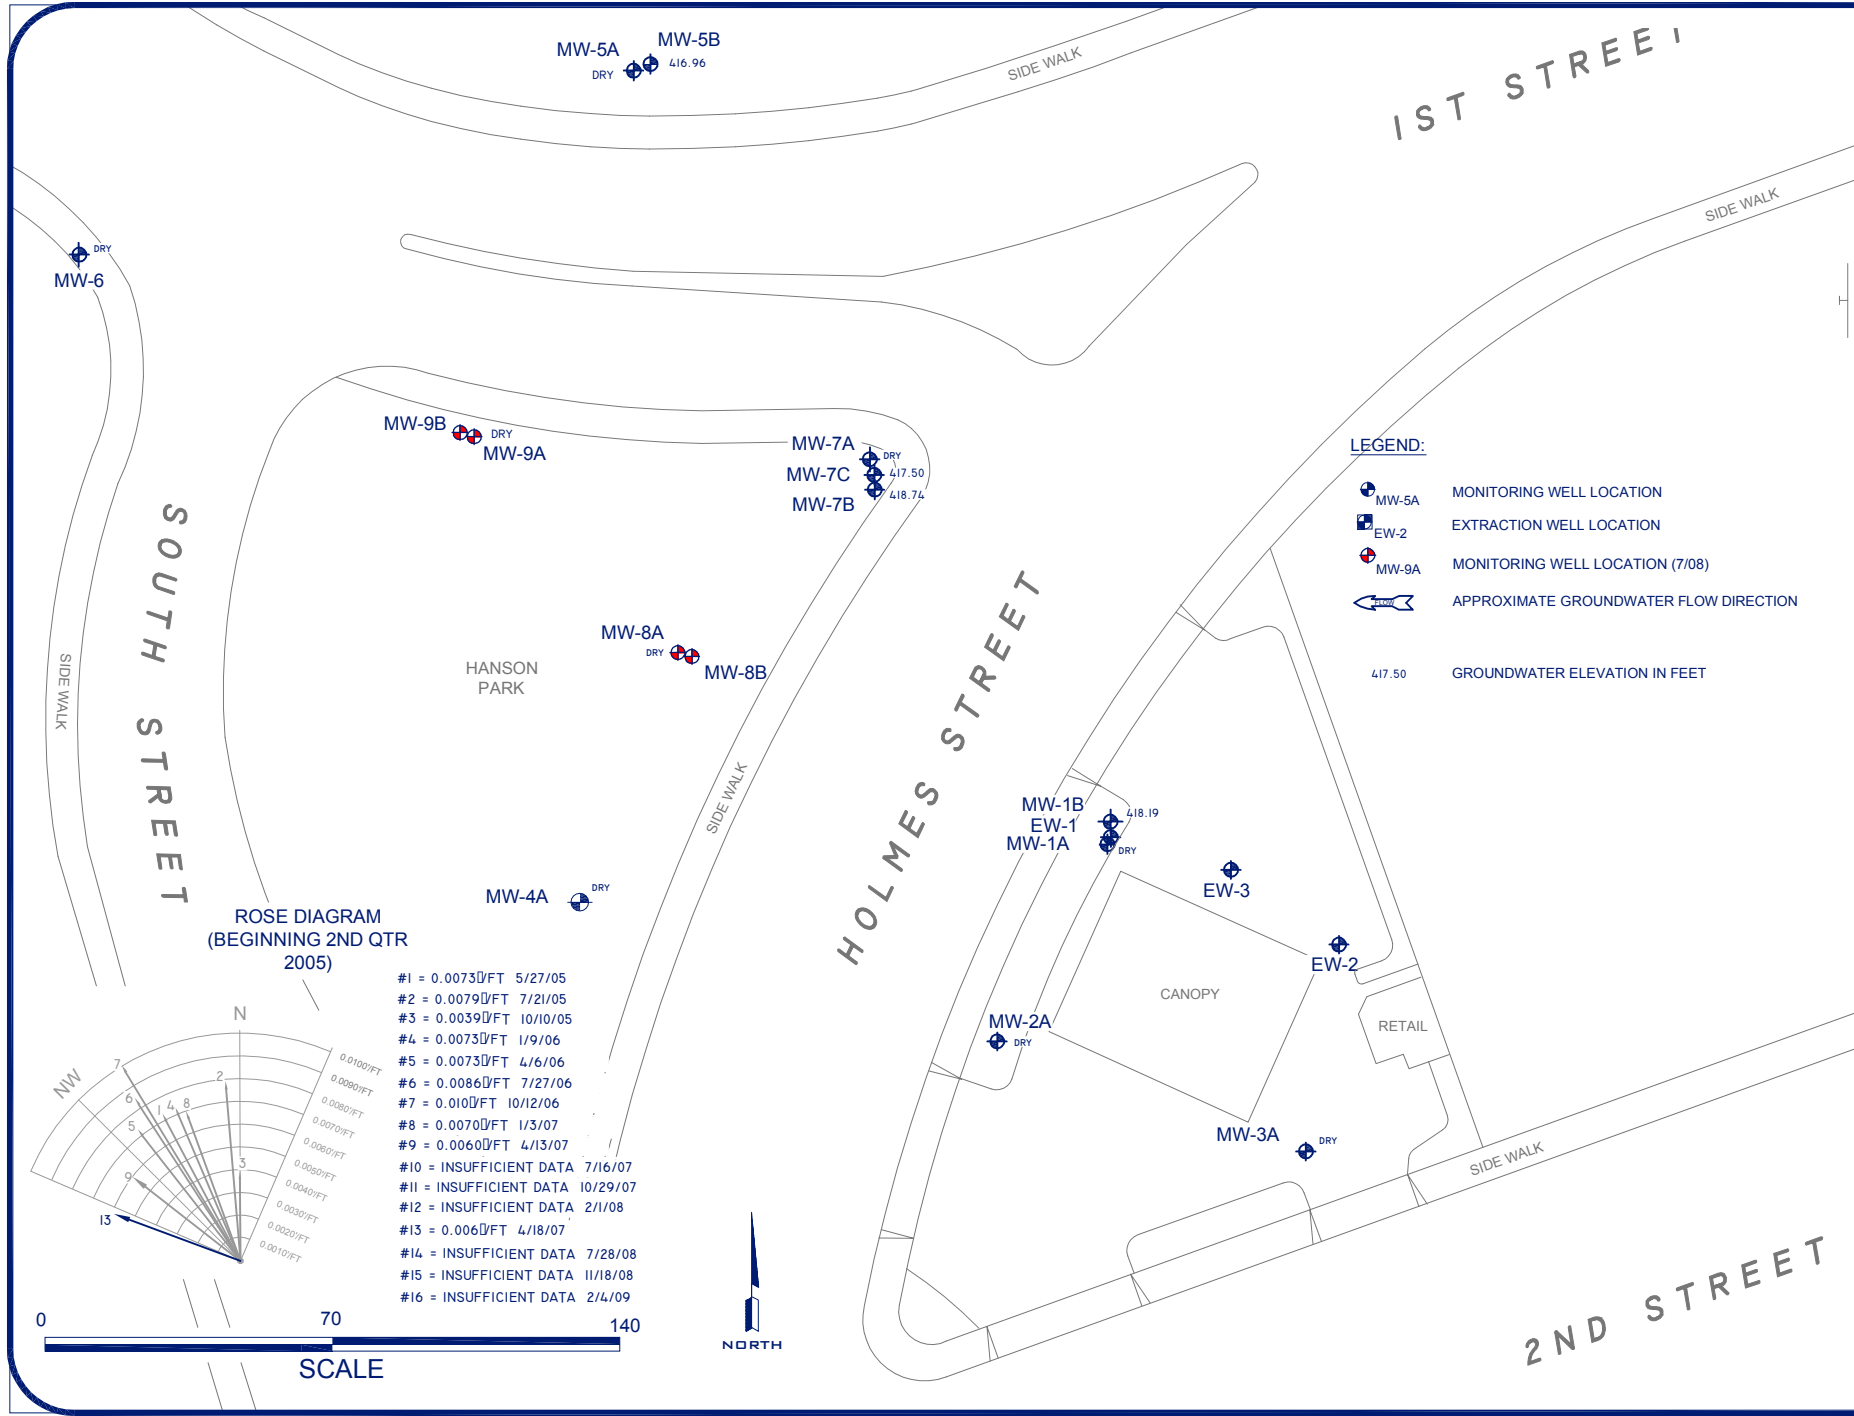 MW-5A
MW-5B
DRY
416.96
SIDE WALK
1ST STREET
SIDE WALK
DRY
MW-6
MW-9B
DRY
MW-9A
MW-7A
DRY
MW-7C
417.50
MW-7B
418.74
LEGEND:
MW-5A MONITORING WELL LOCATION
EW-2 EXTRACTION WELL LOCATION
MW-9A MONITORING WELL LOCATION (7/08)
FLOW APPROXIMATE GROUNDWATER FLOW DIRECTION
417.50 GROUNDWATER ELEVATION IN FEET
SOUTH STREET
SIDE WALK
MW-8A
DRY
MW-8B
HANSON
PARK
HOLMES STREET
SIDE WALK
MW-1B
418.19
EW-1
MW-1A
DRY
EW-3
EW-2
MW-4A
DRY
CANOPY
RETAIL
MW-2A
DRY
MW-3A
DRY
SIDE WALK
2ND STREET
ROSE DIAGRAM
(BEGINNING 2ND QTR
2005)
#1 = 0.0073▯/FT 5/27/05
#2 = 0.0079▯/FT 7/21/05
#3 = 0.0039▯/FT 10/10/05
#4 = 0.0073▯/FT 1/9/06
#5 = 0.0073▯/FT 4/6/06
#6 = 0.0086▯/FT 7/27/06
#7 = 0.010▯/FT 10/12/06
#8 = 0.0070▯/FT 1/3/07
#9 = 0.0060▯/FT 4/13/07
#10 = INSUFFICIENT DATA 7/16/07
#11 = INSUFFICIENT DATA 10/29/07
#12 = INSUFFICIENT DATA 2/1/08
#13 = 0.006▯/FT 4/18/07
#14 = INSUFFICIENT DATA 7/28/08
#15 = INSUFFICIENT DATA 11/18/08
#16 = INSUFFICIENT DATA 2/4/09
N
NW
7
2
6
1
4
8
5
3
9
13
0.0100'/FT
0.0090'/FT
0.0080'/FT
0.0070'/FT
0.0060'/FT
0.0050'/FT
0.0040'/FT
0.0030'/FT
0.0020'/FT
0.0010'/FT
0 70 140
SCALE
NORTH